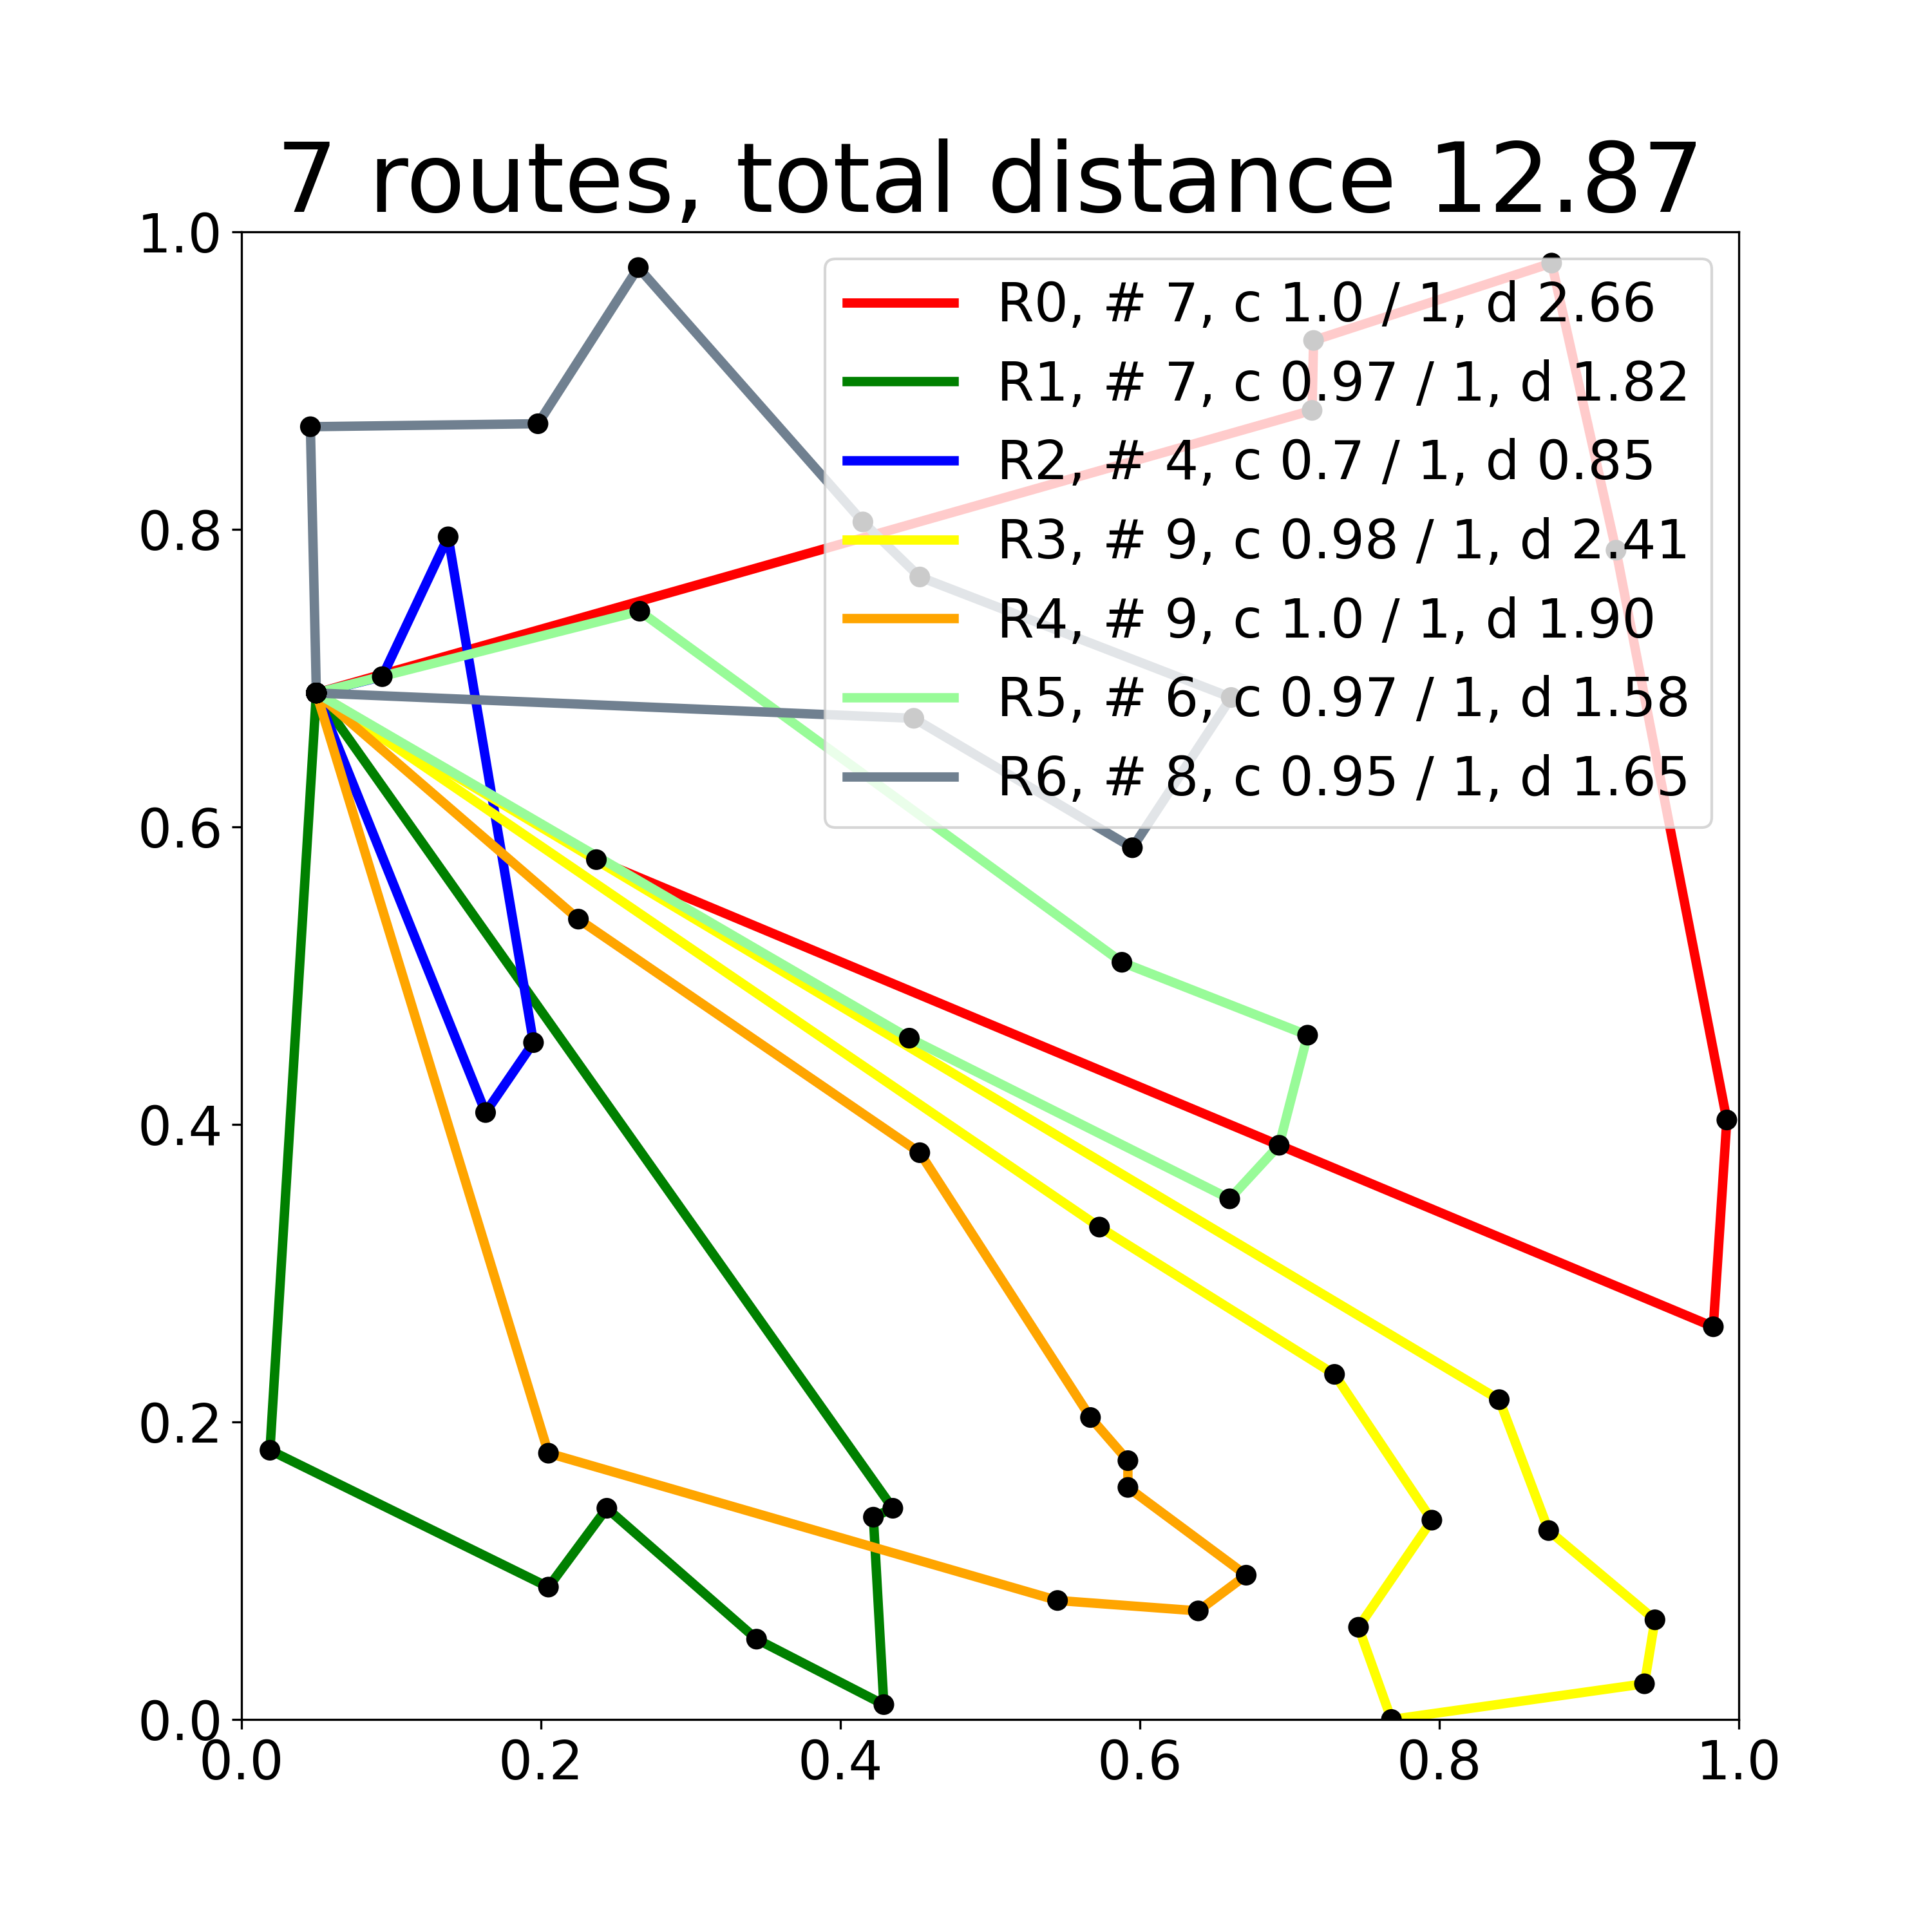 7 routes, total distance 12.87
R0, # 7, c 1.0 / 1, d 2.66
R1, # 7, c 0.97 / 1, d 1.82
R2, # 4, c 0.7 / 1, d 0.85
R3, # 9, c 0.98 / 1, d 2.41
R4, # 9, c 1.0 / 1, d 1.90
R5, # 6, c 0.97 / 1, d 1.58
R6, # 8, c 0.95 / 1, d 1.65
1.0
0.8
0.6
0.4
0.2
0.0
0.0 0.2 0.4 0.6 0.8 1.0